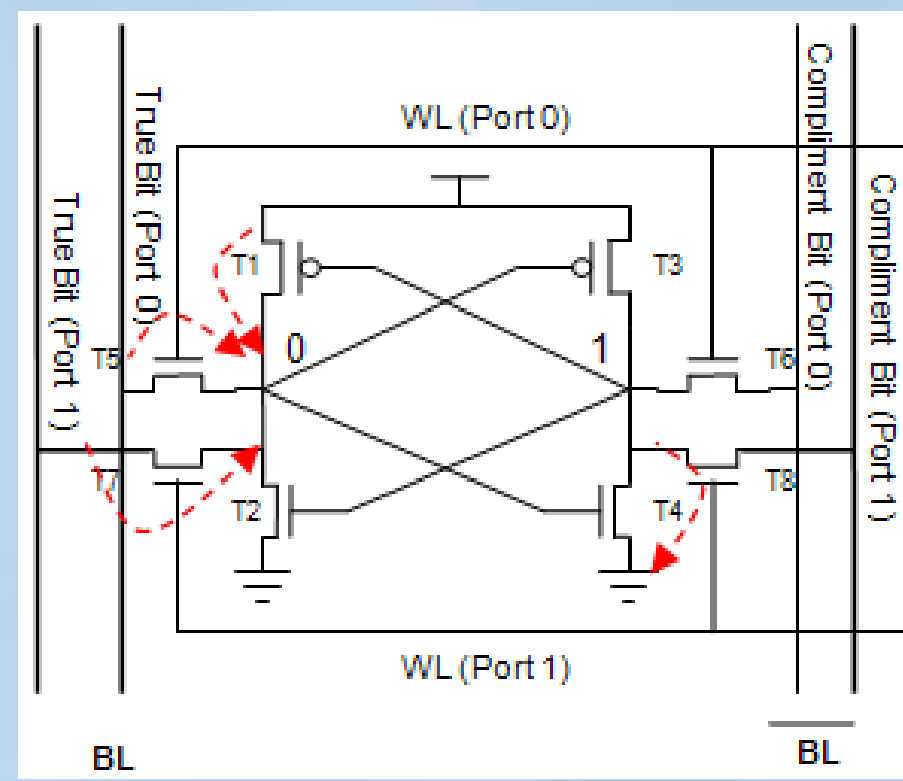 True Bit (Port 1)
True Bit (Port 0)
WL (Port 0)
Compliment Bit (Port 0)
Compliment Bit (Port 1)
T1
T3
0
1
T5
T6
T7
T2
T4
T8
WL (Port 1)
BL
BL